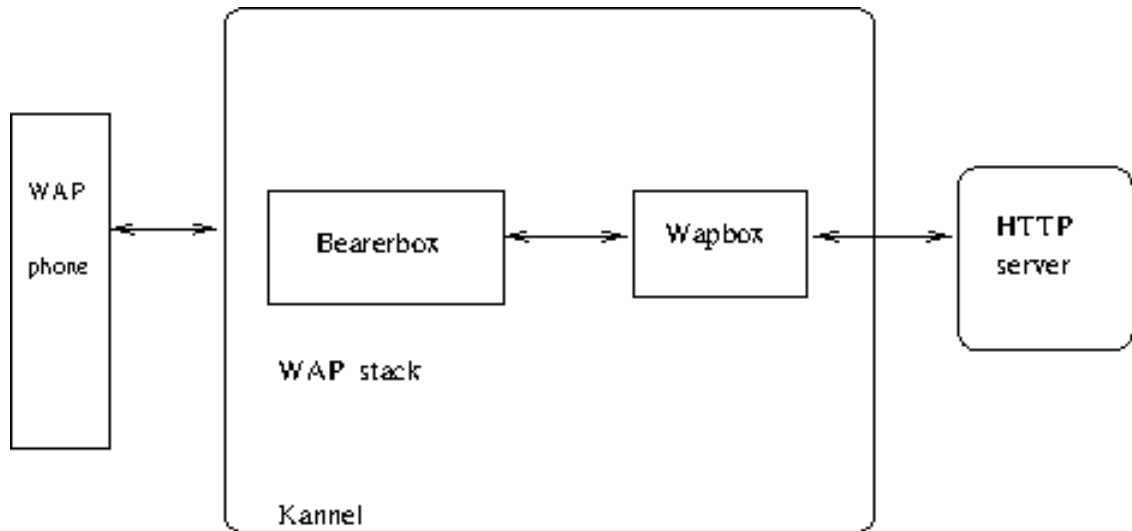 WAP
phone
Bearerbox
Wapbox
HTTP
server
WAP stack
Kannel